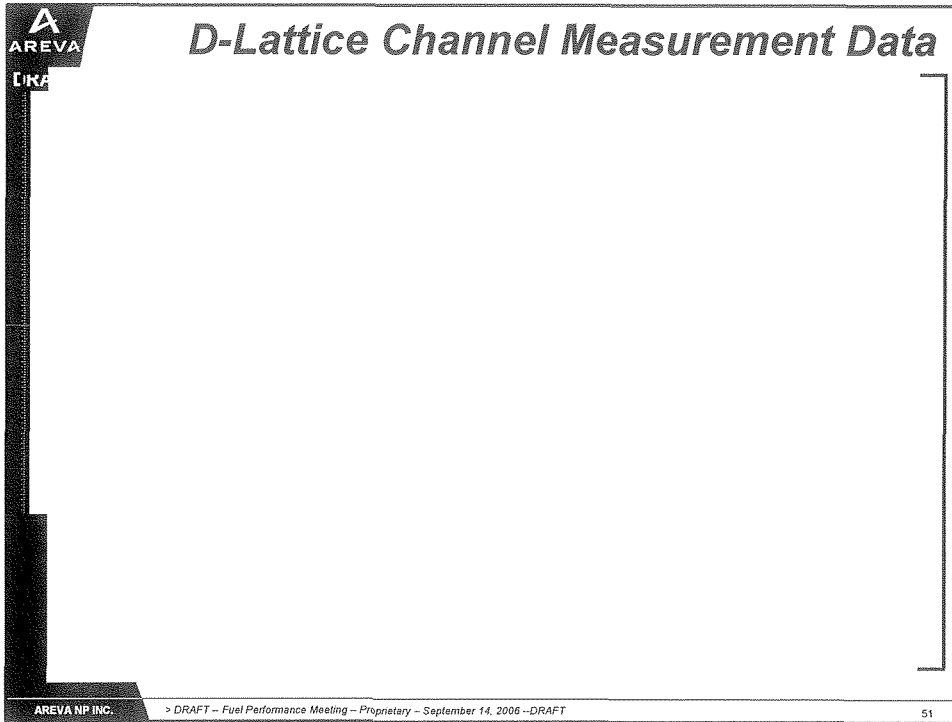 AREVA
D-Lattice Channel Measurement Data
AREVA NP INC.
> DRAFT -- Fuel Performance Meeting – Proprietary – September 14, 2006 --DRAFT
51